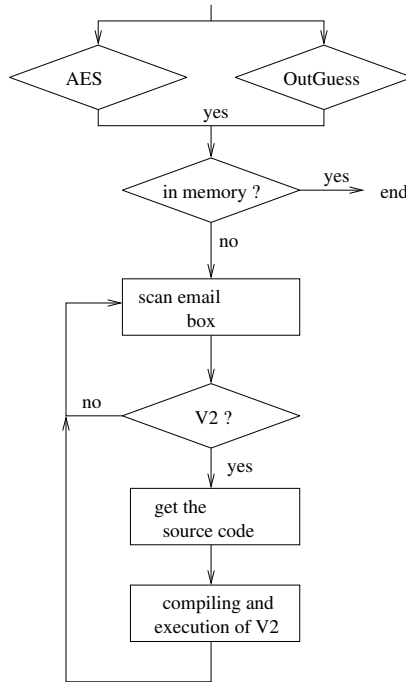 AES
OutGuess
yes
in memory ?
yes
end
no
scan email
box
no
V2 ?
yes
get the
source code
compiling and
execution of V2